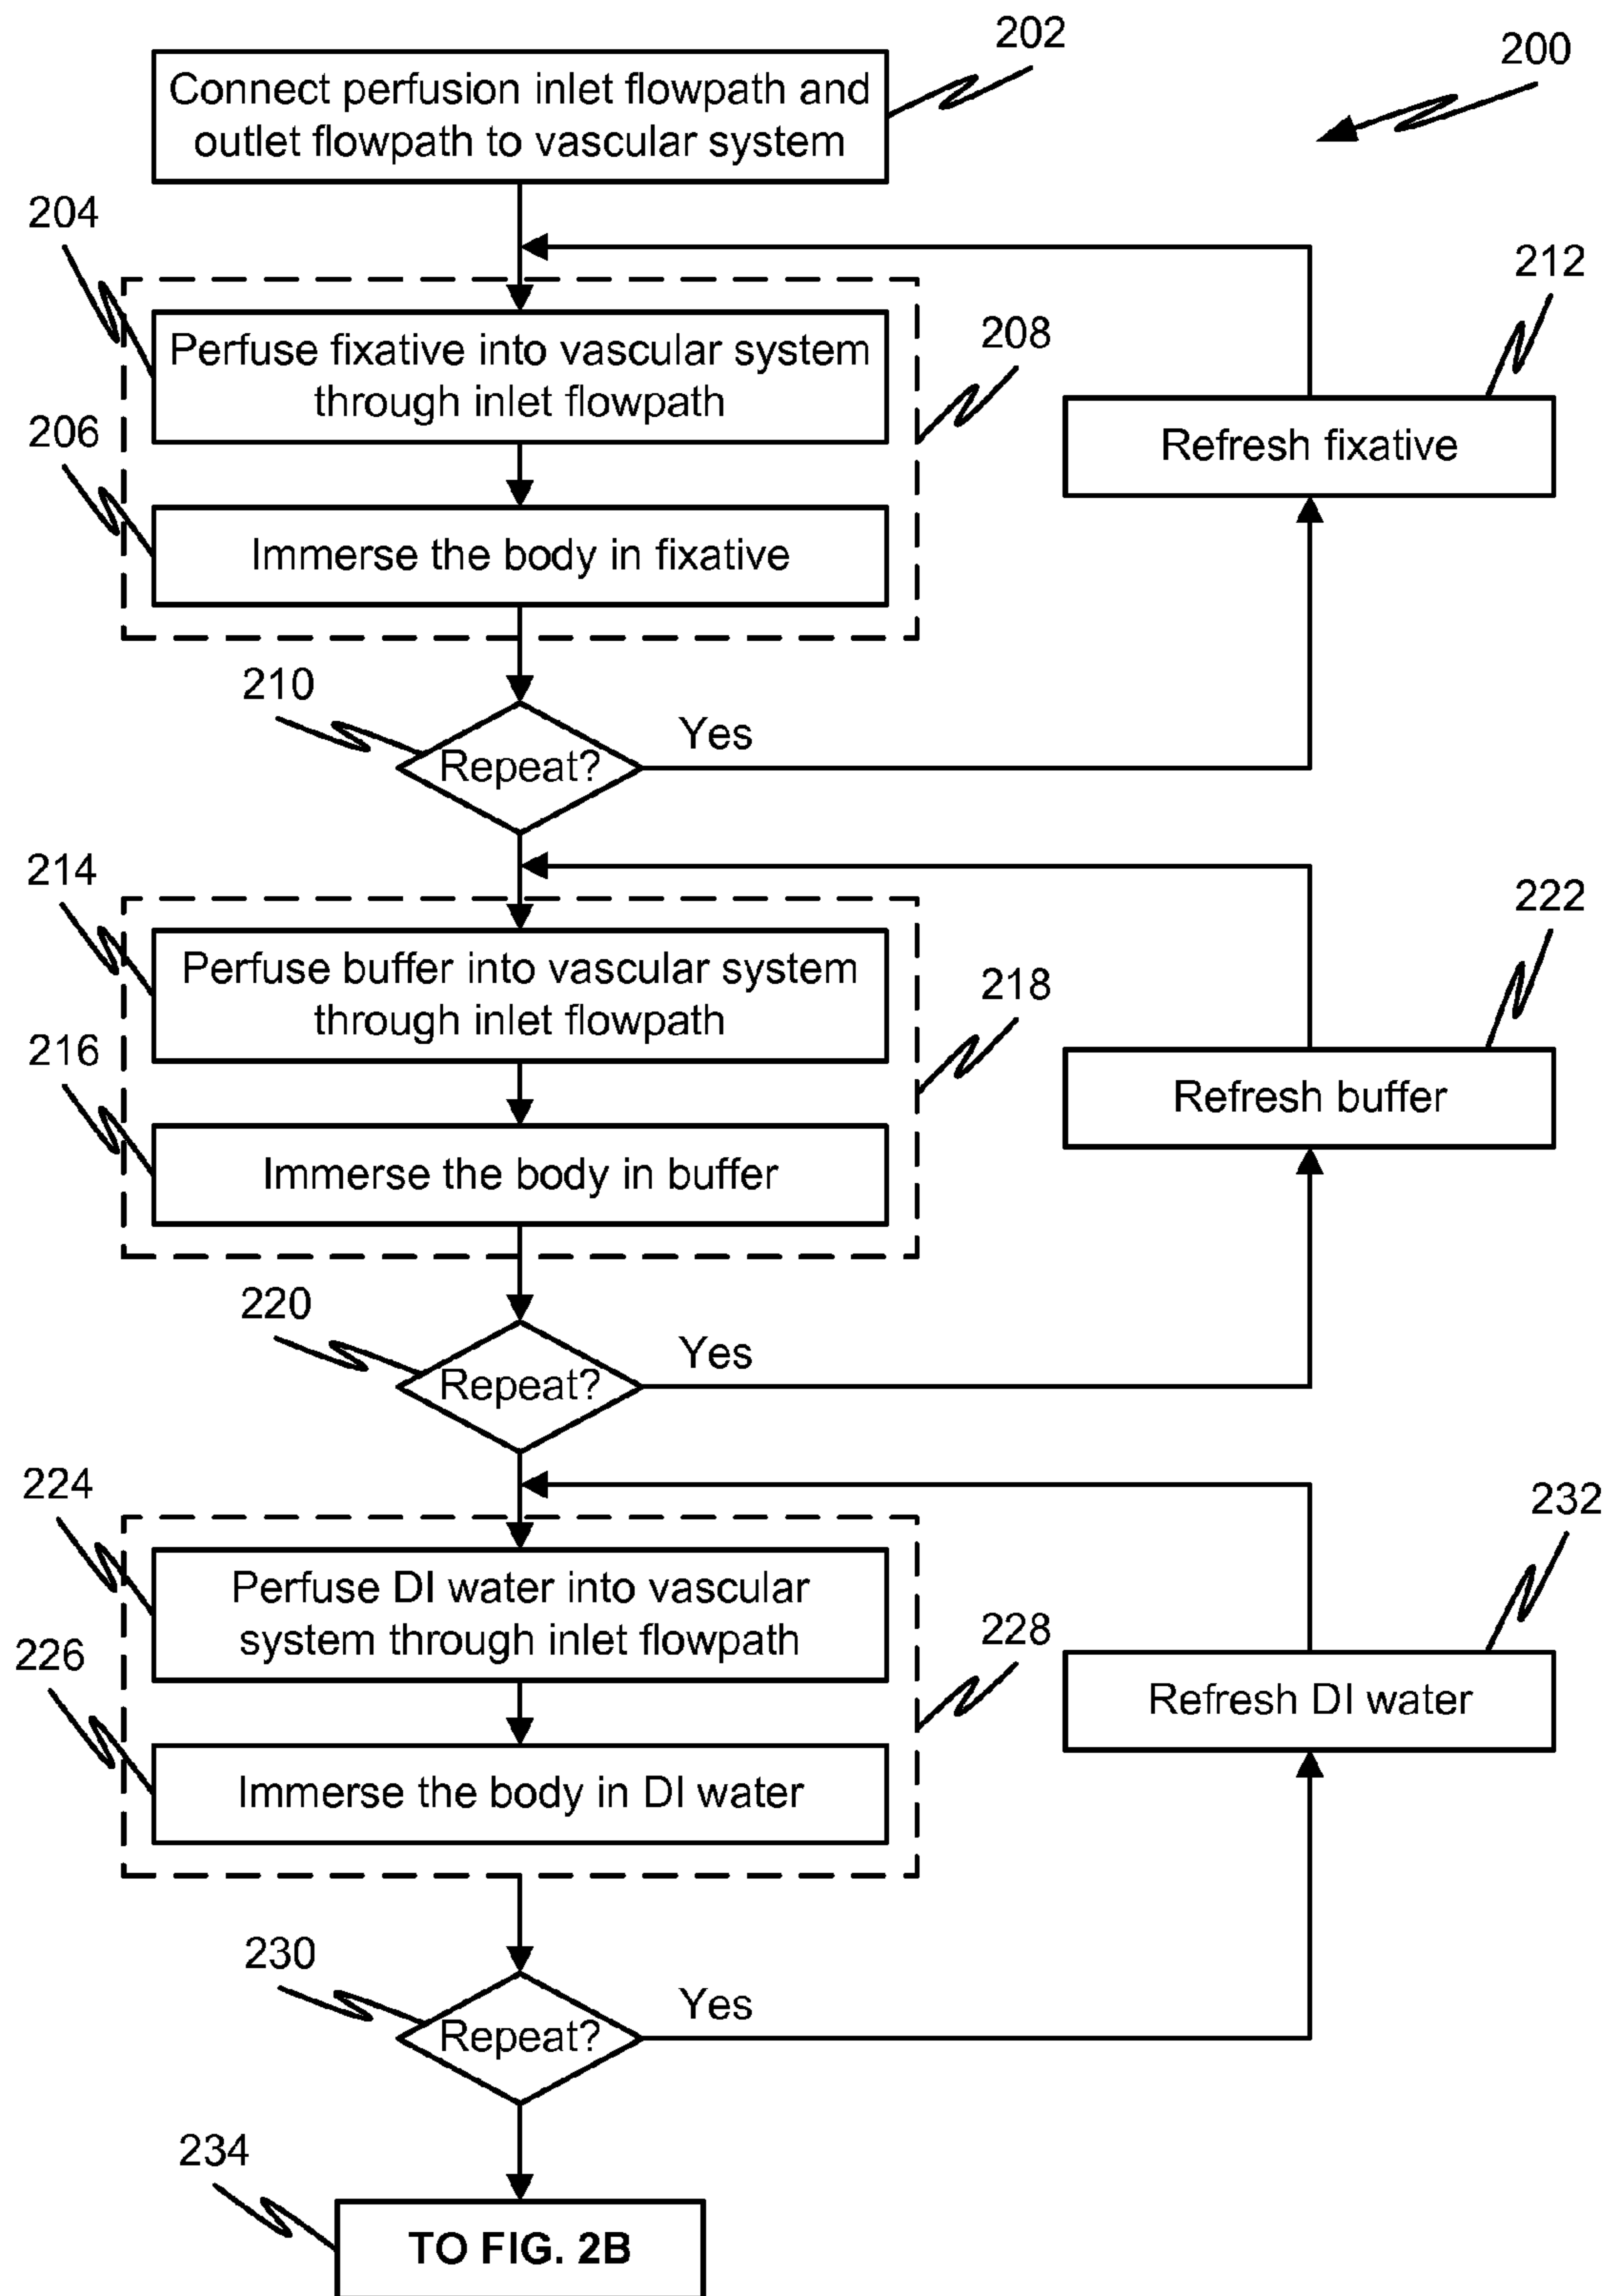 202
200
Connect perfusion inlet flowpath and
outlet flowpath to vascular system
204
212
208
Perfuse fixative into vascular system
through inlet flowpath
206
Refresh fixative
Immerse the body in fixative
210
Yes
Repeat?
214
222
218
Perfuse buffer into vascular system
through inlet flowpath
216
Refresh buffer
Immerse the body in buffer
220
Yes
Repeat?
224
232
228
Perfuse DI water into vascular
system through inlet flowpath
226
Refresh DI water
Immerse the body in DI water
230
Yes
Repeat?
234
TO FIG. 2B